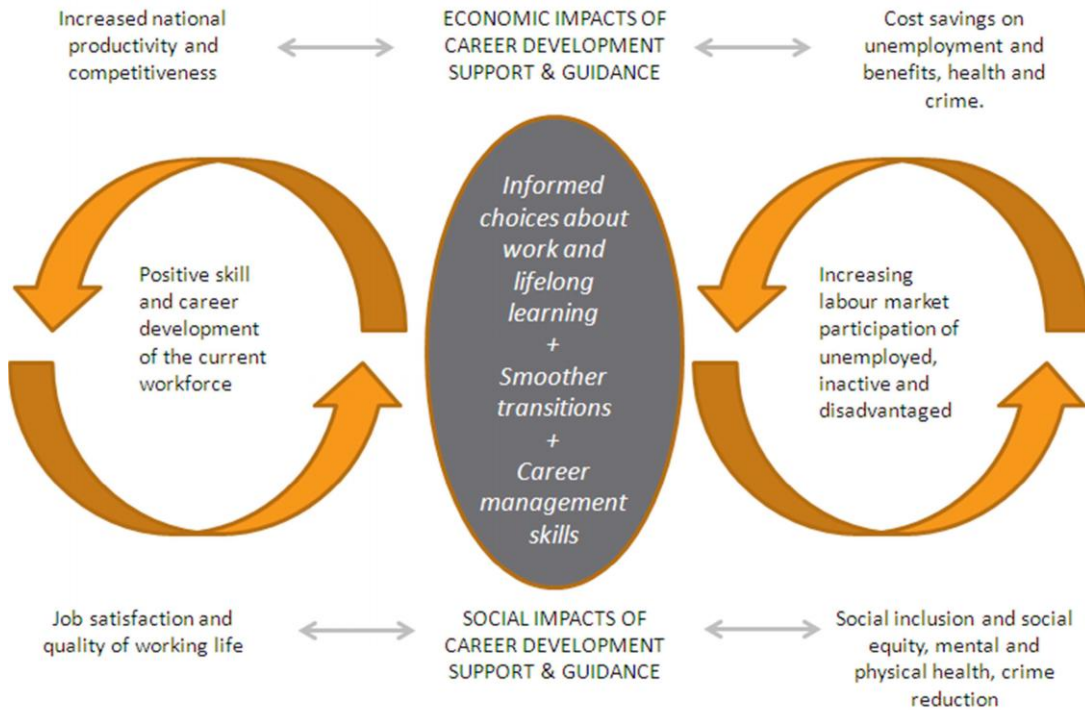 Increased national
productivity and
competitiveness
ECONOMIC IMPACTS OF
CAREER DEVELOPMENT
SUPPORT & GUIDANCE
Cost savings on
unemployment and
benefits, health and
crime.
Positive skill
and career
development
of the current
workforce
Informed
choices about
work and
lifelong
learning
+
Smoother
transitions
+
Career
management
skills
Increasing
labour market
participation of
unemployed,
inactive and
disadvantaged
Job satisfaction and
quality of working life
SOCIAL IMPACTS OF
CAREER DEVELOPMENT
SUPPORT & GUIDANCE
Social inclusion and social
equity, mental and
physical health, crime
reduction